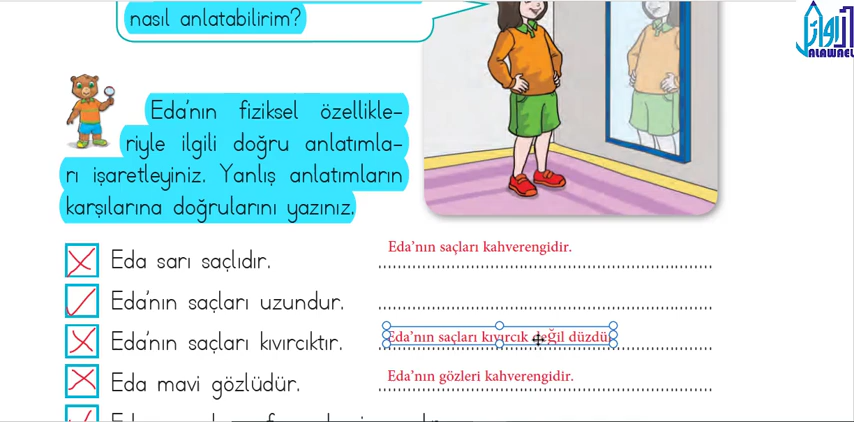 nasıl anlatabilirim?
الأوائل
ALAWAEL
Eda'nın fiziksel özellikle-
riyle ilgili doğru anlatımla-
rı işaretleyiniz. Yanlış anlatımların
karşılarına doğrularını yazınız.
Eda sarı saçlıdır.
Eda'nın saçları kahverengidir.
Eda'nın saçları uzundur.
Eda'nın saçları kıvırcıktır.
Eda'nın saçları kıvırcık değil düzdü
Eda mavi gözlüdür.
Eda'nın gözleri kahverengidir.